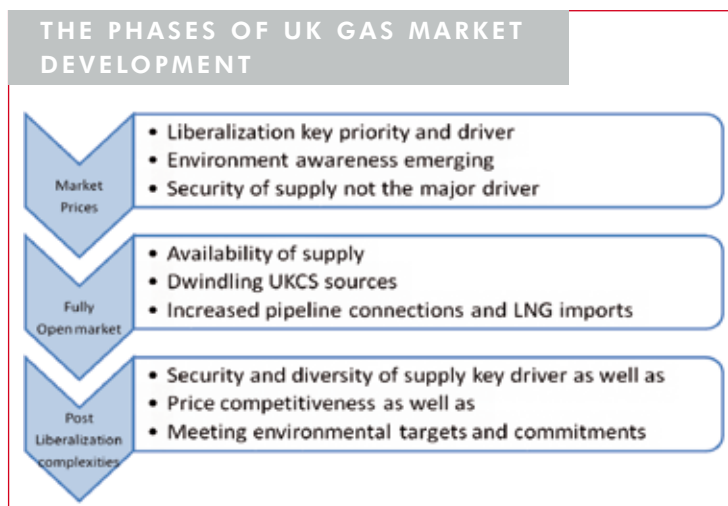 THE PHASES OF UK GAS MARKET
DEVELOPMENT
Market
Prices
• Liberalization key priority and driver
• Environment awareness emerging
• Security of supply not the major driver
Fully
Open market
• Availability of supply
• Dwindling UKCS sources
• Increased pipeline connections and LNG imports
Post
Liberalization
complexities
• Security and diversity of supply key driver as well as
• Price competitiveness as well as
• Meeting environmental targets and commitments